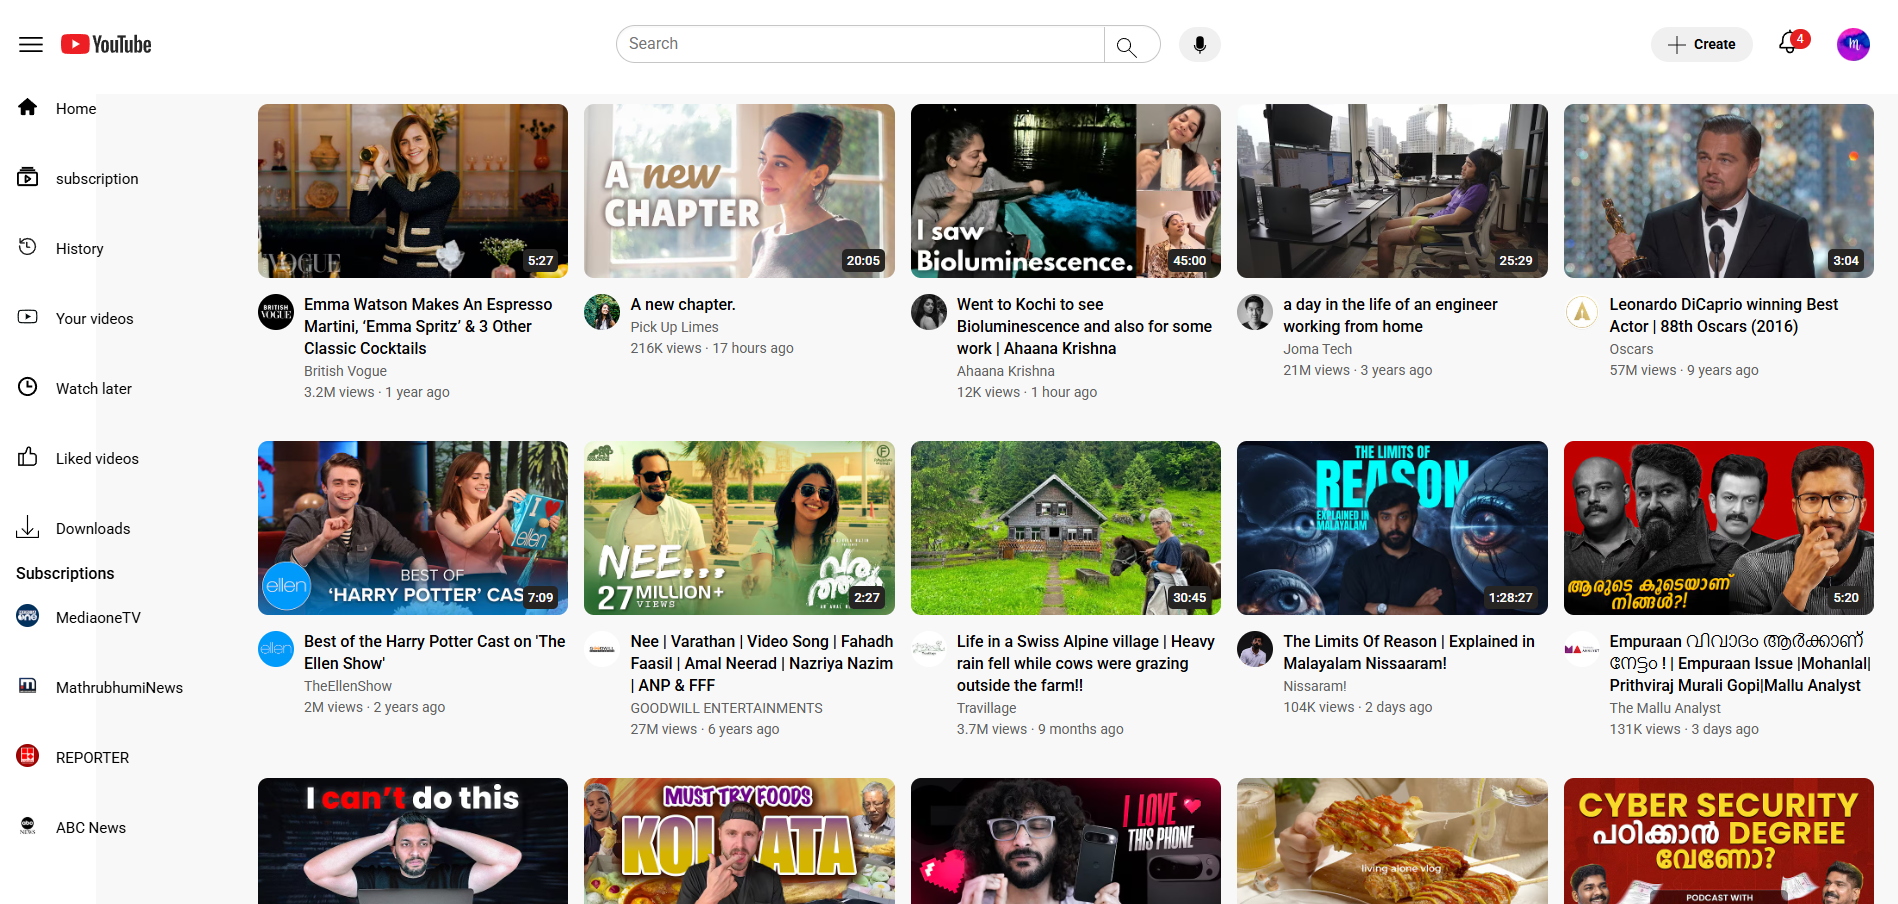 YouTube
Search
Create
4
m
Home
subscription
History
Your videos
Watch later
Liked videos
Downloads
Subscriptions
MediaoneTV
MathrubhumiNews
REPORTER
ABC News
VOGUE
5:27
BRITISH
VOGUE
Emma Watson Makes An Espresso
Martini, ‘Emma Spritz’ & 3 Other
Classic Cocktails
British Vogue
3.2M views · 1 year ago
A new
CHAPTER
20:05
A new chapter.
Pick Up Limes
216K views · 17 hours ago
I saw
Bioluminescence.
45:00
Went to Kochi to see
Bioluminescence and also for some
work | Ahaana Krishna
Ahaana Krishna
12K views · 1 hour ago
25:29
a day in the life of an engineer
working from home
Joma Tech
21M views · 3 years ago
3:04
Leonardo DiCaprio winning Best
Actor | 88th Oscars (2016)
Oscars
57M views · 9 years ago
I
ellen
ellen
BEST OF
‘HARRY POTTER’ CAS
7:09
ellen
Best of the Harry Potter Cast on 'The
Ellen Show'
TheEllenShow
2M views · 2 years ago
NEE...
27 MILLION+
VIEWS
വരത്തൻ
2:27
Nee | Varathan | Video Song | Fahadh
Faasil | Amal Neerad | Nazriya Nazim
| ANP & FFF
GOODWILL ENTERTAINMENTS
27M views · 6 years ago
30:45
Life in a Swiss Alpine village | Heavy
rain fell while cows were grazing
outside the farm!!
Travillage
3.7M views · 9 months ago
THE LIMITS OF
REASON
EXPLAINED IN
MALAYALAM
1:28:27
The Limits Of Reason | Explained in
Malayalam Nissaaram!
Nissaram!
104K views · 2 days ago
ആരുടെ കൂടെയാണ്
നിങ്ങൾ?!
5:20
Empuraan വിവാദം ആർക്കാണ്
നേട്ടം ! | Empuraan Issue |Mohanlal|
Prithviraj Murali Gopi|Mallu Analyst
The Mallu Analyst
131K views · 3 days ago
I can't do this
MUST TRY FOODS
KOLKATA
I LOVE
THIS PHONE
living alone vlog
CYBER SECURITY
പഠിക്കാൻ DEGREE
വേണോ?
PODCAST WITH